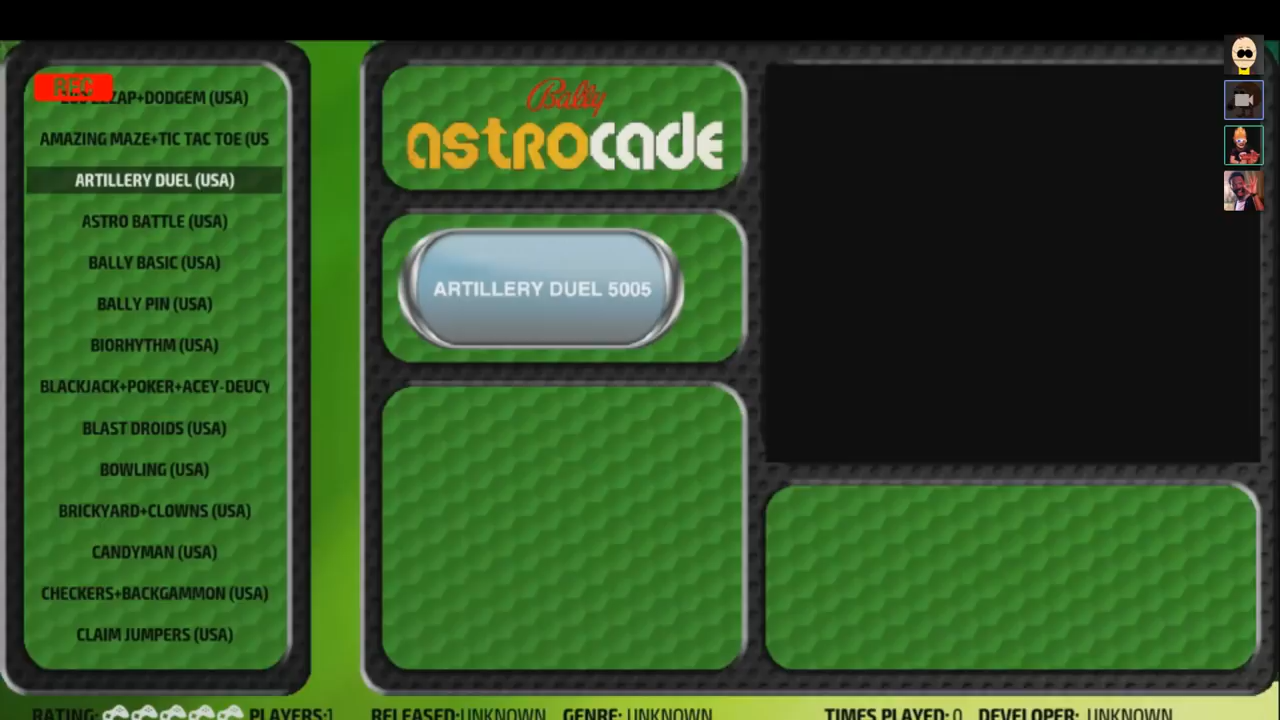 REC
ZAP+DODGEM (USA)
AMAZING MAZE+TIC TAC TOE (US
ARTILLERY DUEL (USA)
ASTRO BATTLE (USA)
BALLY BASIC (USA)
BALLY PIN (USA)
BIORHYTHM (USA)
BLACKJACK+POKER+ACEY-DEUCY
BLAST DROIDS (USA)
BOWLING (USA)
BRICKYARD+CLOWNS (USA)
CANDYMAN (USA)
CHECKERS+BACKGAMMON (USA)
CLAIM JUMPERS (USA)
Bally
astrocade
ARTILLERY DUEL 5005
RATING: PLAYERS:1 RELEASED:UNKNOWN GENRE: UNKNOWN TIMES PLAYED: 0 DEVELOPER: UNKNOWN